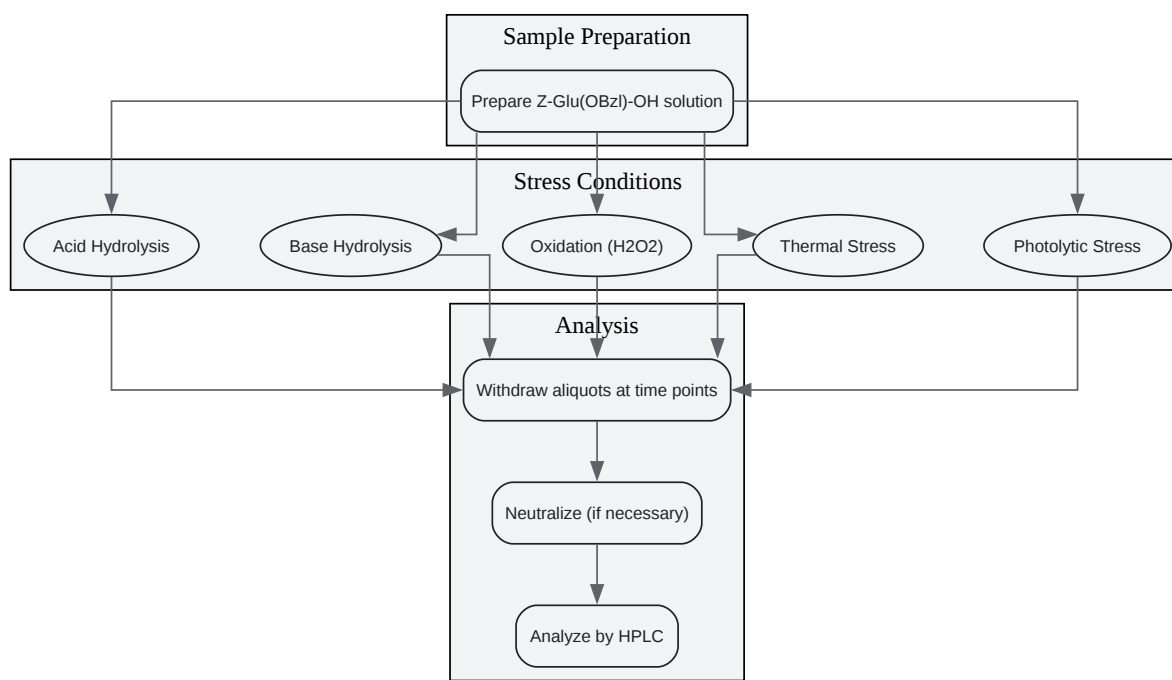 Sample Preparation
Prepare Z-Glu(OBzl)-OH solution
Stress Conditions
Acid Hydrolysis
Base Hydrolysis
Oxidation (H2O2)
Thermal Stress
Photolytic Stress
Analysis
Withdraw aliquots at time points
Neutralize (if necessary)
Analyze by HPLC